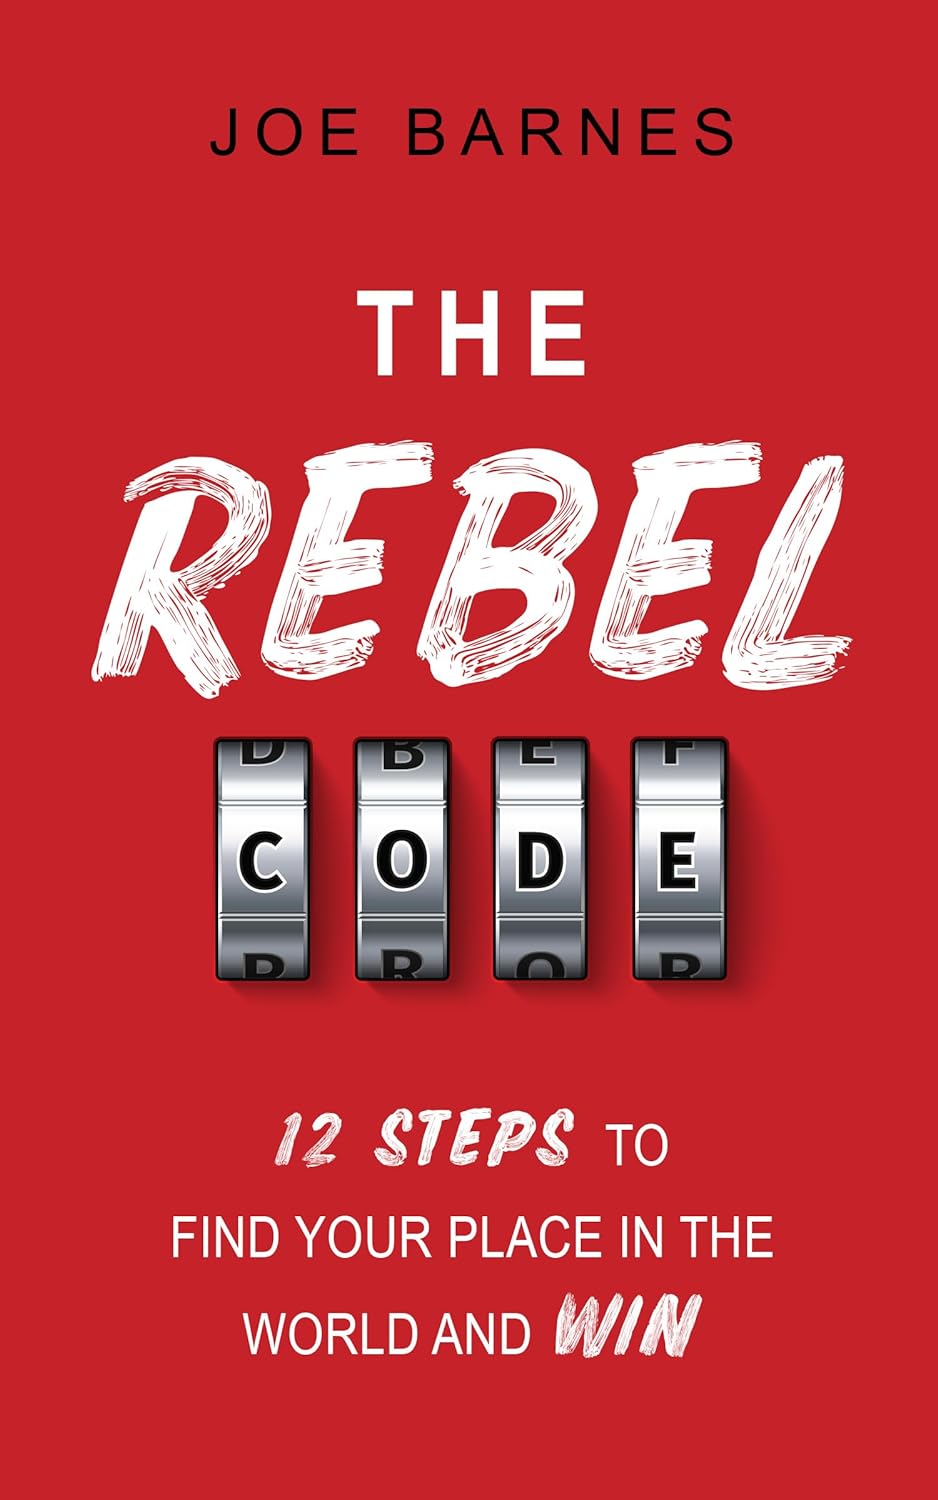 JOE BARNES
THE
REBEL
D B E F
CODE
R R O R
12 STEPS TO
FIND YOUR PLACE IN THE
WORLD AND WIN